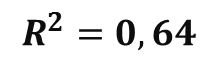 R² = 0,64